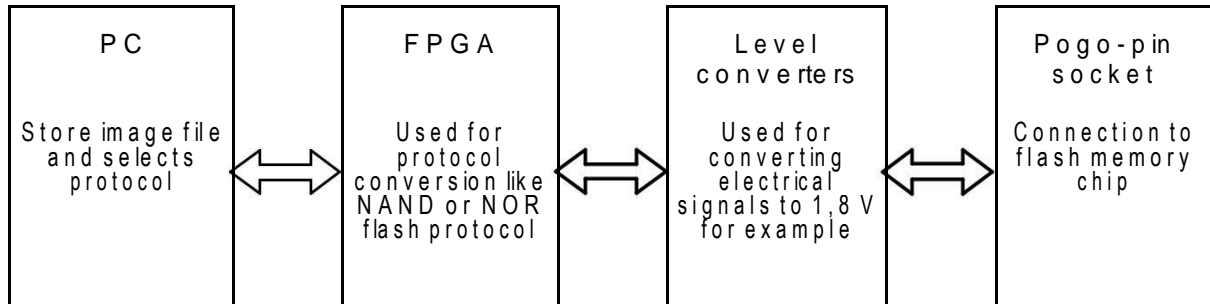 PC
Store image file
and selects
protocol
FPGA
Used for
protocol
conversion like
NAND or NOR
flash protocol
Level
converters
Used for
converting
electrical
signals to 1,8 V
for example
Pogo-pin
socket
Connection to
flash memory
chip